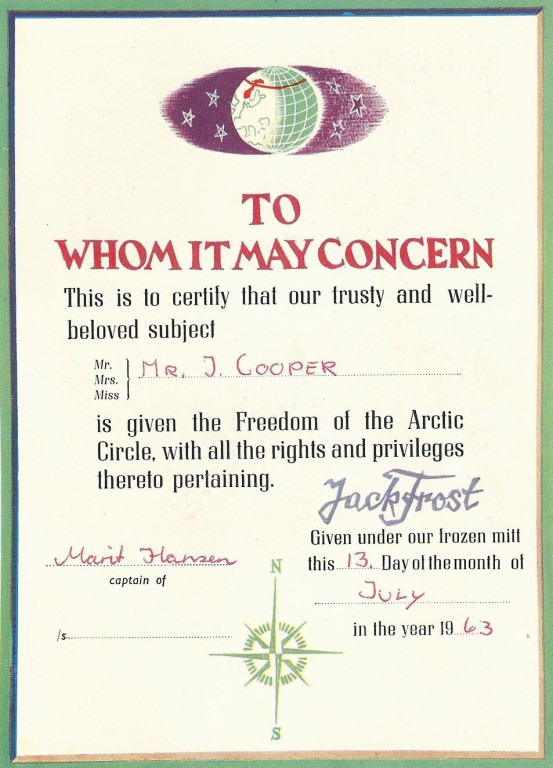 TO
WHOM IT MAY CONCERN
This is to certify that our trusty and well-
beloved subject
Mr.
Mrs.
Miss
MR. J. COOPER
is given the Freedom of the Arctic
Circle, with all the rights and privileges
thereto pertaining.
Jack Frost
Given under our frozen mitt
this 13. Day of the month of
July
in the year 19 63
Marit Hansen
captain of
/s
N
S